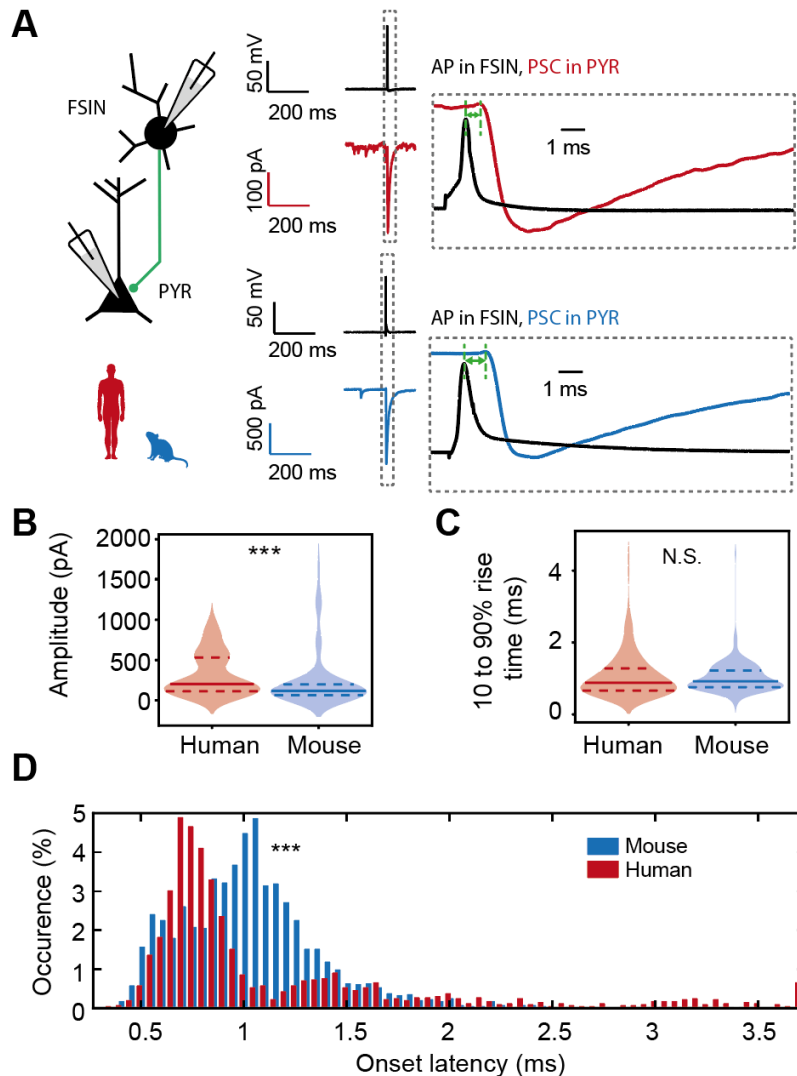 A
FSIN
PYR
50 mV
200 ms
100 pA
200 ms
AP in FSIN, PSC in PYR
1 ms
50 mV
200 ms
500 pA
200 ms
AP in FSIN, PSC in PYR
1 ms
B
Amplitude (pA)
2000
1500
1000
500
0
***
Human Mouse
C
10 to 90% rise
time (ms)
4
2
0
N.S.
Human Mouse
D
Occurence (%)
5
4
3
2
1
0
***
Mouse
Human
0.5 1 1.5 2 2.5 3 3.5
Onset latency (ms)